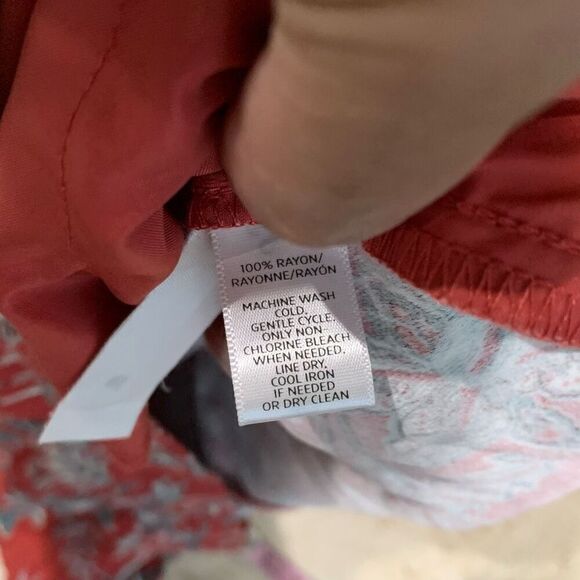 100% RAYON/
RAYONNE/RAYÓN
MACHINE WASH
COLD,
GENTLE CYCLE,
ONLY NON-
CHLORINE BLEACH
WHEN NEEDED,
LINE DRY,
COOL IRON
IF NEEDED
OR DRY CLEAN